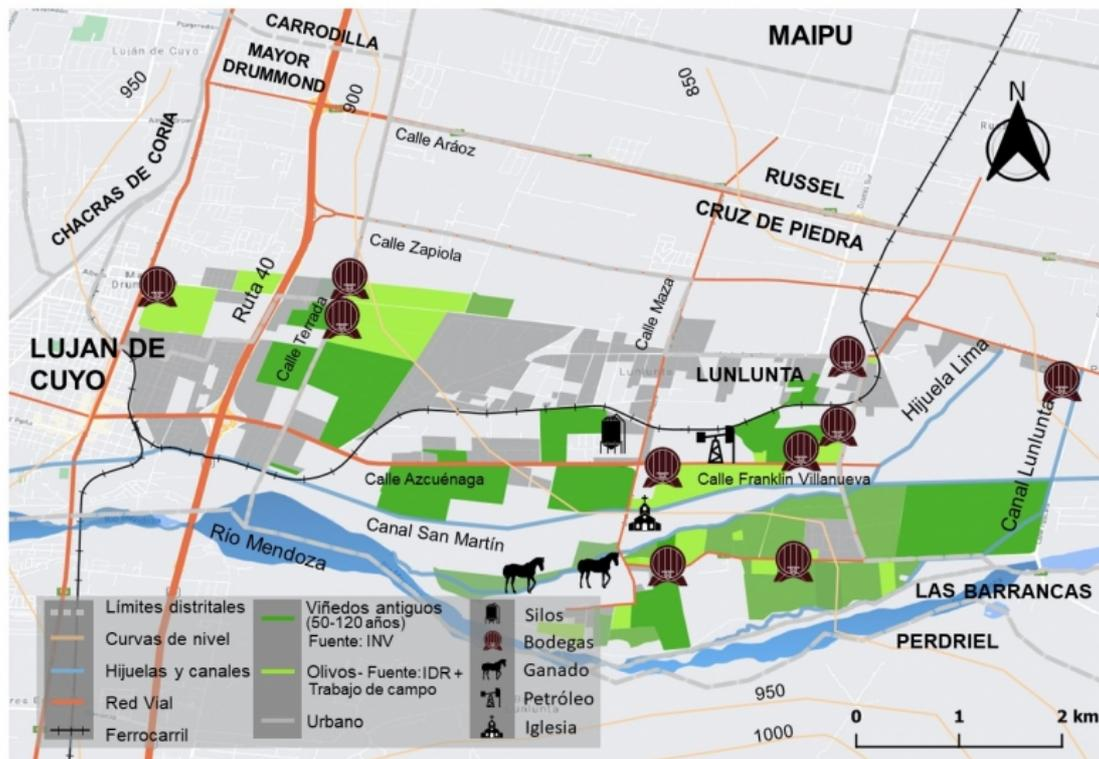 CARRODILLA
MAIPU
Luján de Cuyo
MAYOR
DRUMMOND
950
900
850
N
CHACRAS DE CORIA
Calle Aráoz
RUSSEL
CRUZ DE PIEDRA
Calle Zapiola
Ruta 40
Calle Terrada
Calle Maza
LUJAN DE
CUYO
LUNLUNTA
Lunlunta
Hijuela Lima
Canal Lunlunta
Calle Azcuénaga
Calle Franklin Villanueva
Canal San Martín
Río Mendoza
LAS BARRANCAS
PERDRIEL
950
1000
0 1 2 km
Límites distritales
Curvas de nivel
Hijuelas y canales
Red Vial
Ferrocarril
Viñedos antiguos
(50-120 años)
Fuente: INV
Olivos- Fuente:IDR +
Trabajo de campo
Urbano
Silos
Bodegas
Ganado
Petróleo
Iglesia